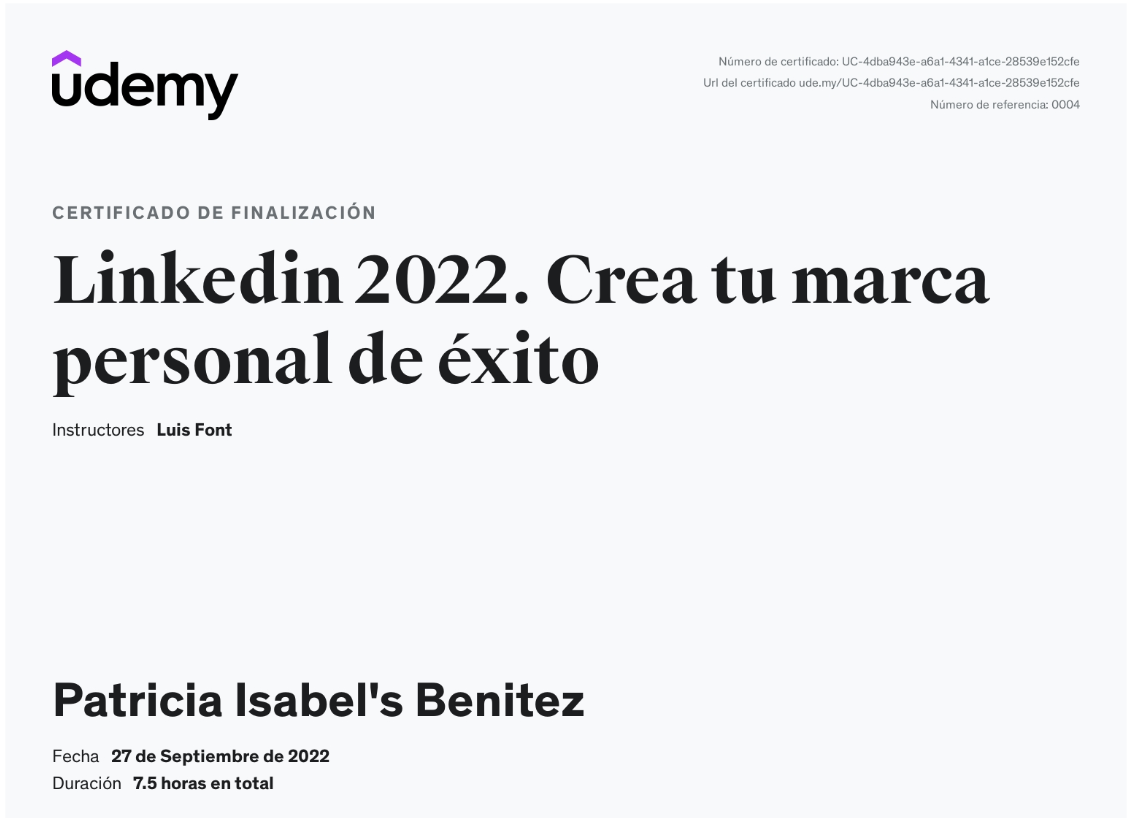 udemy
Número de certificado: UC-4dba943e-a6a1-4341-a1ce-28539e152cfe
Url del certificado ude.my/UC-4dba943e-a6a1-4341-a1ce-28539e152cfe
Número de referencia: 0004
CERTIFICADO DE FINALIZACIÓN
Linkedin 2022. Crea tu marca
personal de éxito
Instructores Luis Font
Patricia Isabel's Benitez
Fecha 27 de Septiembre de 2022
Duración 7.5 horas en total